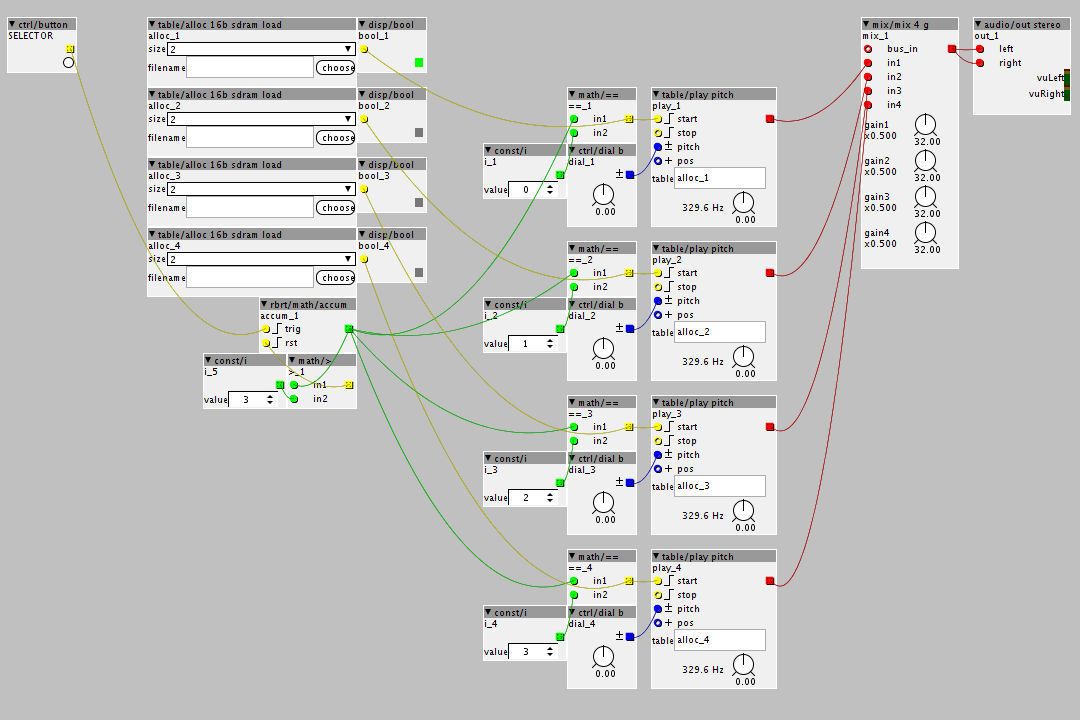 ctrl/button
SELECTOR
table/alloc 16b sdram load
alloc_1
size 2
filename choose
disp/bool
bool_1
table/alloc 16b sdram load
alloc_2
size 2
filename choose
disp/bool
bool_2
table/alloc 16b sdram load
alloc_3
size 2
filename choose
disp/bool
bool_3
table/alloc 16b sdram load
alloc_4
size 2
filename choose
disp/bool
bool_4
rbrt/math/accum
accum_1
trig
rst
const/i
i_5
value 3
math/>
>_1
in1
in2
math/==
==_1
in1
in2
const/i
i_1
value 0
ctrl/dial b
dial_1
±
0.00
table/play pitch
play_1
start
stop
± pitch
+ pos
table alloc_1
329.6 Hz
0.00
math/==
==_2
in1
in2
const/i
i_2
value 1
ctrl/dial b
dial_2
±
0.00
table/play pitch
play_2
start
stop
± pitch
+ pos
table alloc_2
329.6 Hz
0.00
math/==
==_3
in1
in2
const/i
i_3
value 2
ctrl/dial b
dial_3
±
0.00
table/play pitch
play_3
start
stop
± pitch
+ pos
table alloc_3
329.6 Hz
0.00
math/==
==_4
in1
in2
const/i
i_4
value 3
ctrl/dial b
dial_4
±
0.00
table/play pitch
play_4
start
stop
± pitch
+ pos
table alloc_4
329.6 Hz
0.00
mix/mix 4 g
mix_1
bus_in
in1
in2
in3
in4
gain1
x0.500
32.00
gain2
x0.500
32.00
gain3
x0.500
32.00
gain4
x0.500
32.00
audio/out stereo
out_1
left
right
vuLeft
vuRight